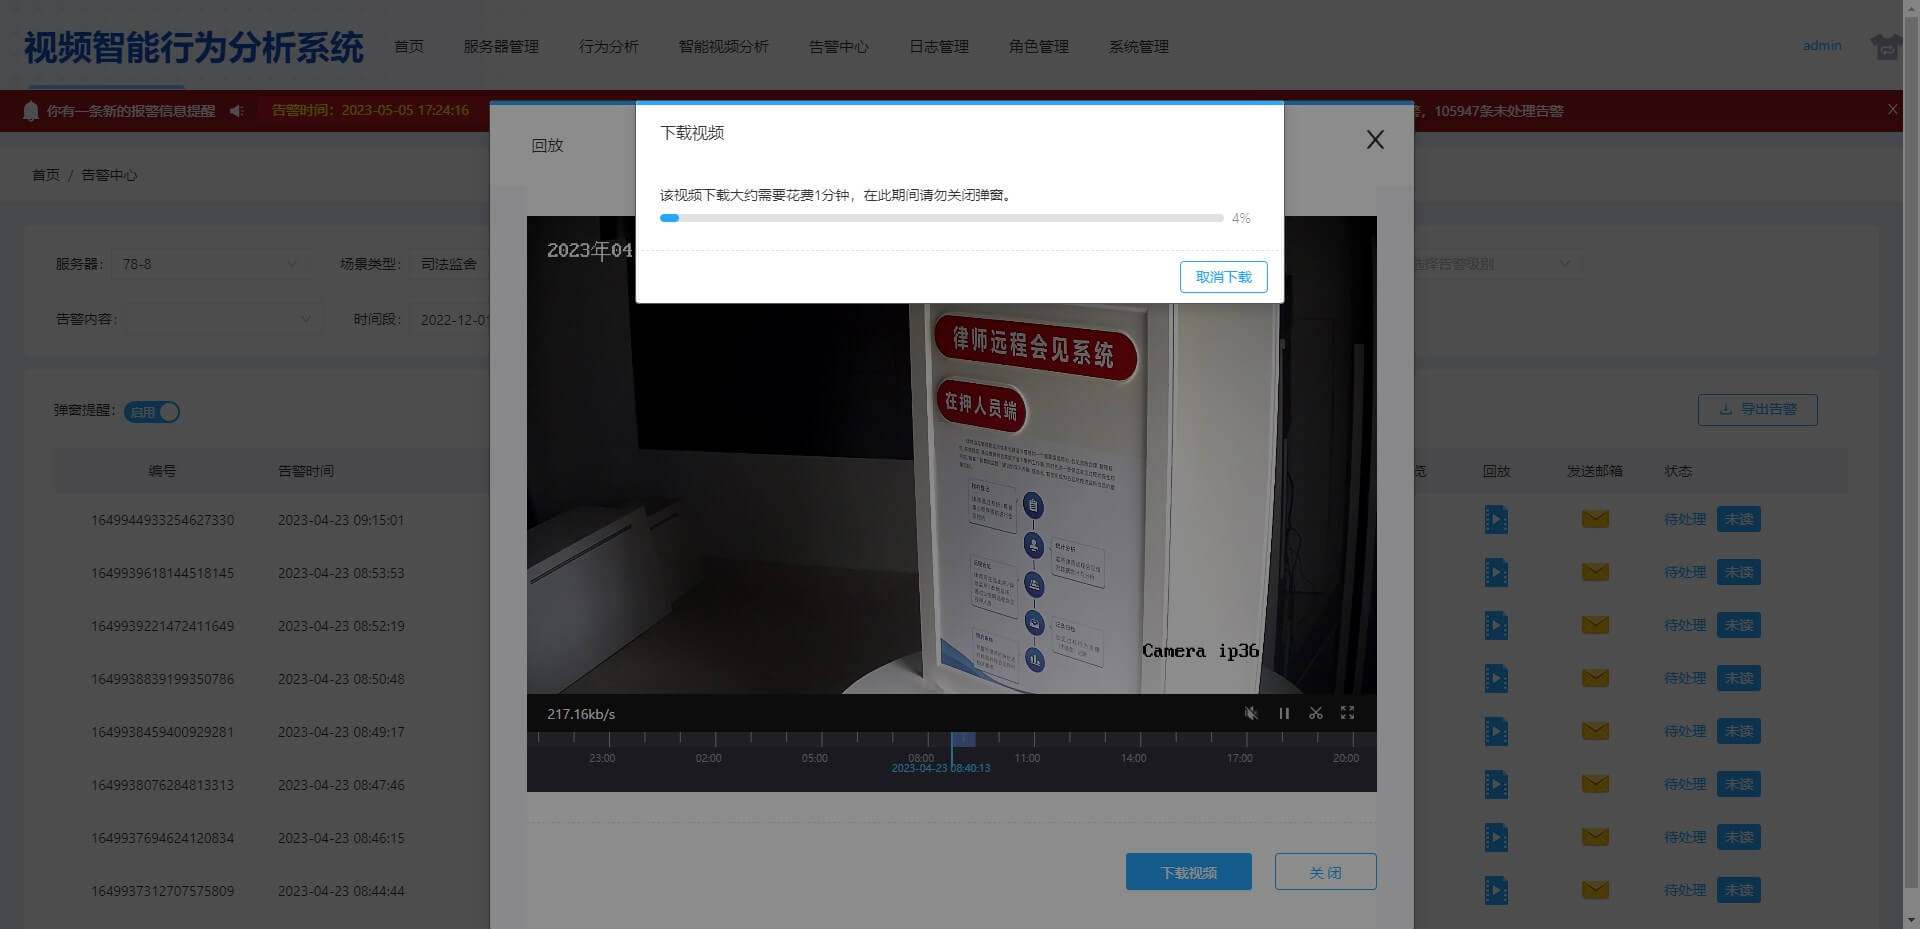 视频智能行为分析系统
首页 服务器管理 行为分析 智能视频分析 告警中心 日志管理 角色管理 系统管理 admin
你有一条新的报警信息提醒 告警时间：2023-05-05 17:24:16
警，105947条未处理告警 X
首页 / 告警中心
下载视频
该视频下载大约需要花费1分钟，在此期间请勿关闭弹窗。
4%
取消下载
回放 X
服务器： 78-8 场景类型： 司法监舍
选择告警级别
告警内容： 时间段： 2022-12-01
弹窗提醒： 启用
导出告警
编号 告警时间
览 回放 发送邮箱 状态
1649944933254627330 2023-04-23 09:15:01 待处理 未读
1649939618144518145 2023-04-23 08:53:53 待处理 未读
1649939221472411649 2023-04-23 08:52:19 待处理 未读
1649938839199350786 2023-04-23 08:50:48 待处理 未读
1649938459400929281 2023-04-23 08:49:17 待处理 未读
1649938076284813313 2023-04-23 08:47:46 待处理 未读
1649937694624120834 2023-04-23 08:46:15 待处理 未读
1649937312707575809 2023-04-23 08:44:44 待处理 未读
2023年04
律师远程会见系统
在押人员端
Camera ip36
217.16kb/s
23:00 02:00 05:00 08:00 11:00 14:00 17:00 20:00
2023-04-23 08:40:13
下载视频 关 闭